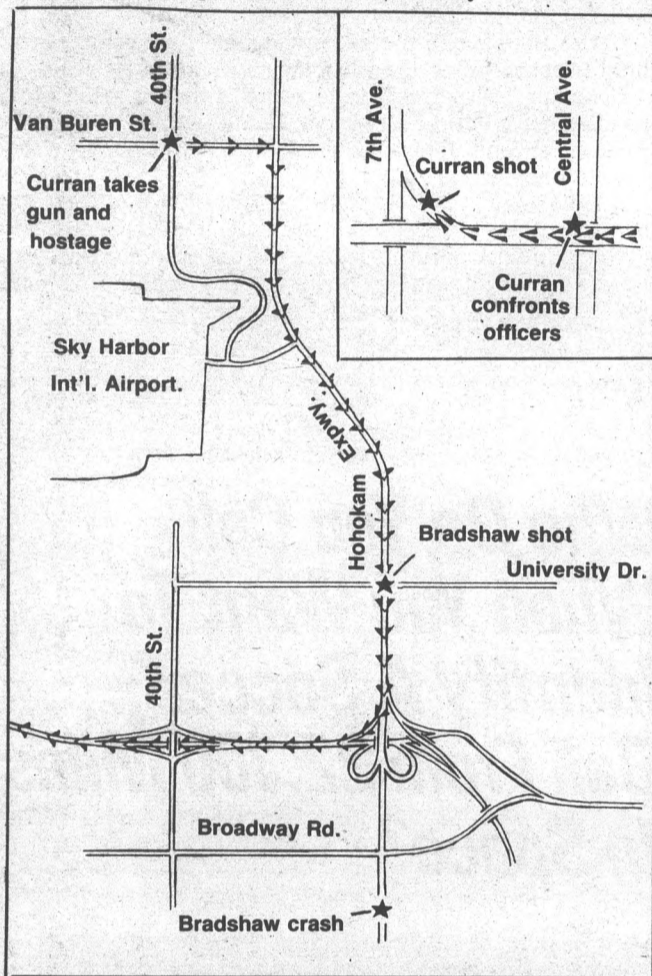 40th St.
Van Buren St.
Curran takes
gun and
hostage
7th Ave.
Central Ave.
Curran shot
Curran
confronts
officers
Sky Harbor
Int'l. Airport.
Expwy.
Hohokam
Bradshaw shot
University Dr.
40th St.
Broadway Rd.
Bradshaw crash